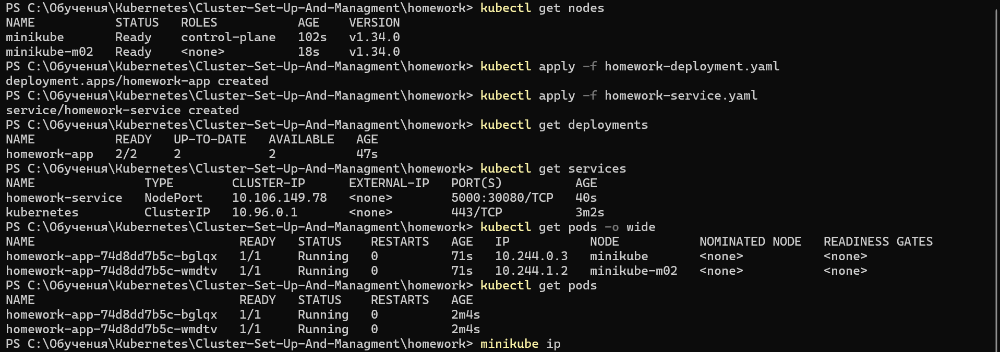 PS C:\Обучения\Kubernetes\Cluster-Set-Up-And-Managment\homework> kubectl get nodes
NAME           STATUS   ROLES           AGE    VERSION
minikube       Ready    control-plane   102s   v1.34.0
minikube-m02   Ready    <none>          18s    v1.34.0
PS C:\Обучения\Kubernetes\Cluster-Set-Up-And-Managment\homework> kubectl apply -f homework-deployment.yaml
deployment.apps/homework-app created
PS C:\Обучения\Kubernetes\Cluster-Set-Up-And-Managment\homework> kubectl apply -f homework-service.yaml
service/homework-service created
PS C:\Обучения\Kubernetes\Cluster-Set-Up-And-Managment\homework> kubectl get deployments
NAME           READY   UP-TO-DATE   AVAILABLE   AGE
homework-app   2/2     2            2           47s
PS C:\Обучения\Kubernetes\Cluster-Set-Up-And-Managment\homework> kubectl get services
NAME               TYPE        CLUSTER-IP      EXTERNAL-IP   PORT(S)          AGE
homework-service   NodePort    10.106.149.78   <none>        5000:30080/TCP   40s
kubernetes         ClusterIP   10.96.0.1       <none>        443/TCP          3m2s
PS C:\Обучения\Kubernetes\Cluster-Set-Up-And-Managment\homework> kubectl get pods -o wide
NAME                            READY   STATUS    RESTARTS   AGE   IP           NODE           NOMINATED NODE   READINESS GATES
homework-app-74d8dd7b5c-bglqx   1/1     Running   0          71s   10.244.0.3   minikube       <none>           <none>
homework-app-74d8dd7b5c-wmdtv   1/1     Running   0          71s   10.244.1.2   minikube-m02   <none>           <none>
PS C:\Обучения\Kubernetes\Cluster-Set-Up-And-Managment\homework> kubectl get pods
NAME                            READY   STATUS    RESTARTS   AGE
homework-app-74d8dd7b5c-bglqx   1/1     Running   0          2m4s
homework-app-74d8dd7b5c-wmdtv   1/1     Running   0          2m4s
PS C:\Обучения\Kubernetes\Cluster-Set-Up-And-Managment\homework> minikube ip